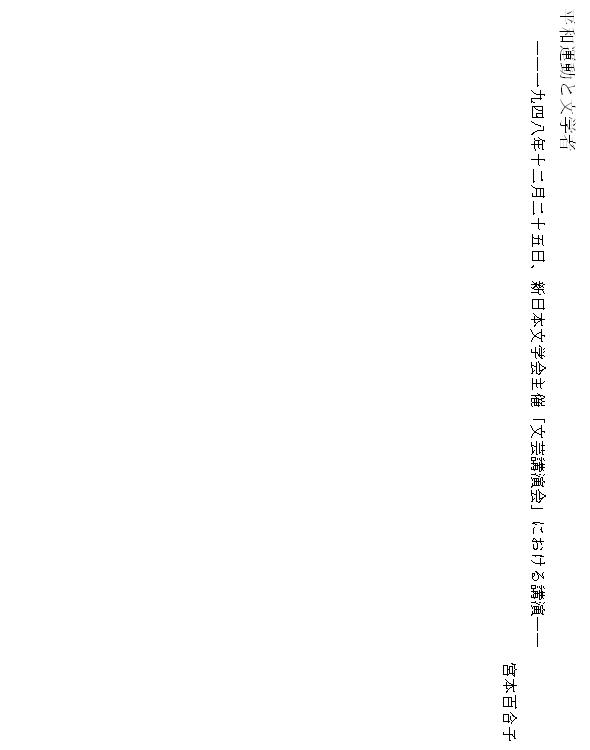 平和運動と文学者
――一九四八年十二月二十五日、新日本文学会主催「文芸講演会」における講演――
宮本百合子